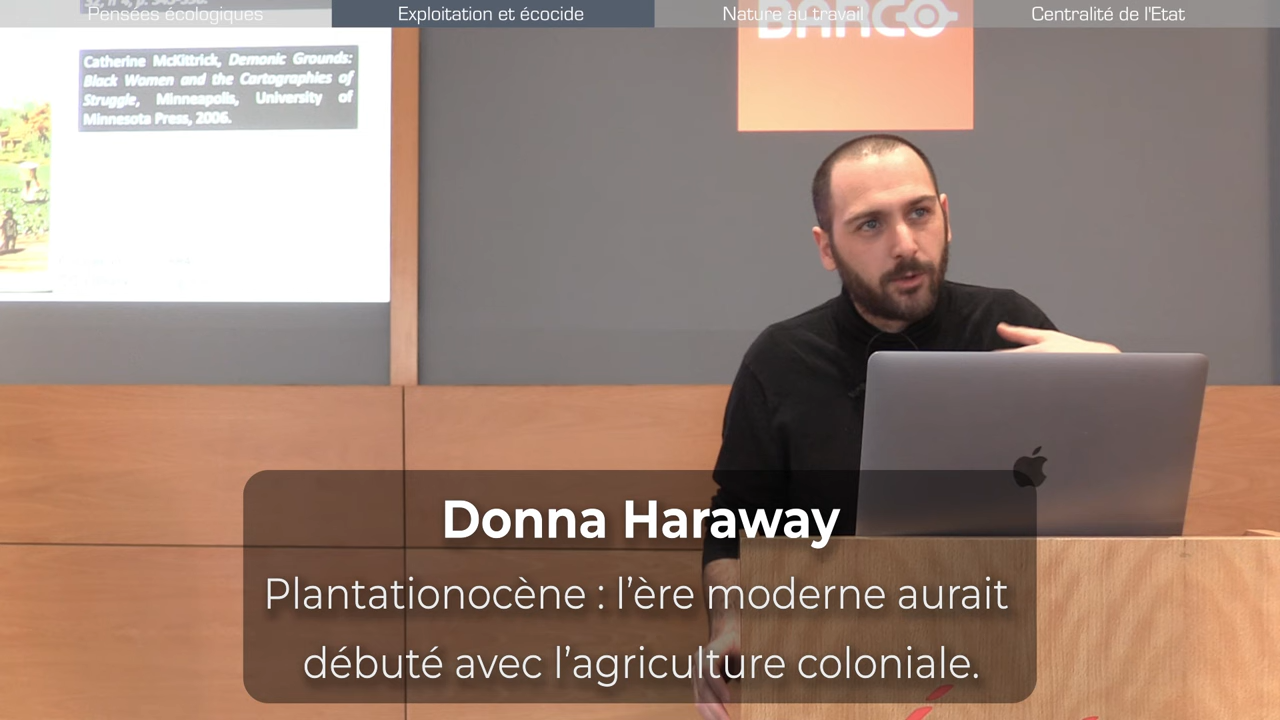 Pensées écologiques
Exploitation et écocide
Nature au travail
Centralité de l'Etat
BARCO
Catherine McKittrick, Demonic Grounds:
Black Women and the Cartographies of
Struggle, Minneapolis, University of
Minnesota Press, 2006.
Donna Haraway
Plantationocène : l’ère moderne aurait
débuté avec l’agriculture coloniale.